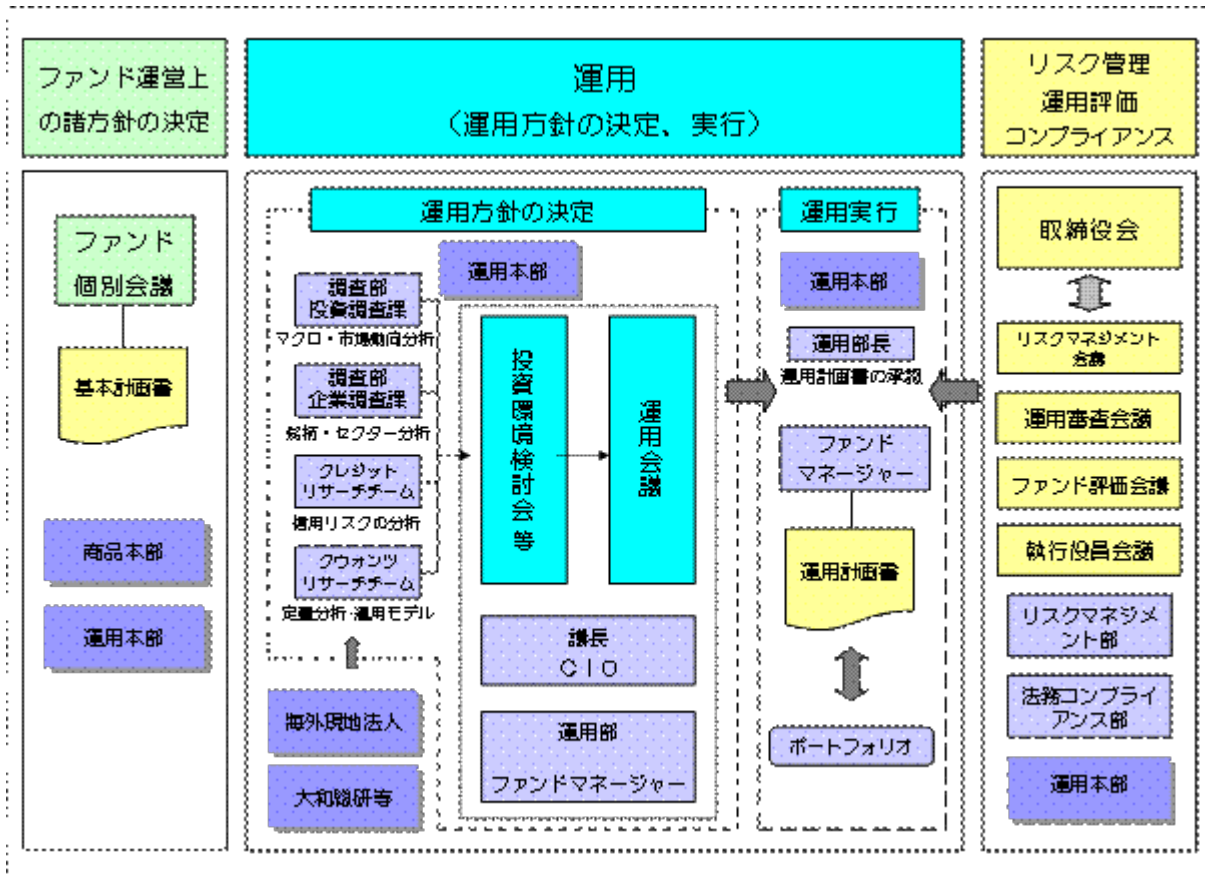 ファンド運営上
の諸方針の決定
運用
（運用方針の決定、実行）
リスク管理
運用評価
コンプライアンス
ファンド
個別会議
基本計画書
商品本部
運用本部
運用方針の決定
運用本部
調査部
投資調査課
マクロ・市場動向分析
調査部
企業調査課
銘柄・セクター分析
クレジット
リサーチチーム
信用リスクの分析
クウォンツ
リサーチチーム
定量分析・運用モデル
海外現地法人
大和総研等
投資環境検討会等
運用会議
議長
ＣＩＯ
運用部
ファンドマネージャー
運用実行
運用本部
運用部長
運用計画書の承認
ファンド
マネージャー
運用計画書
ポートフォリオ
取締役会
リスクマネジメント
会議
運用審査会議
ファンド評価会議
執行役員会議
リスクマネジメ
ント部
法務コンプライ
アンス部
運用本部